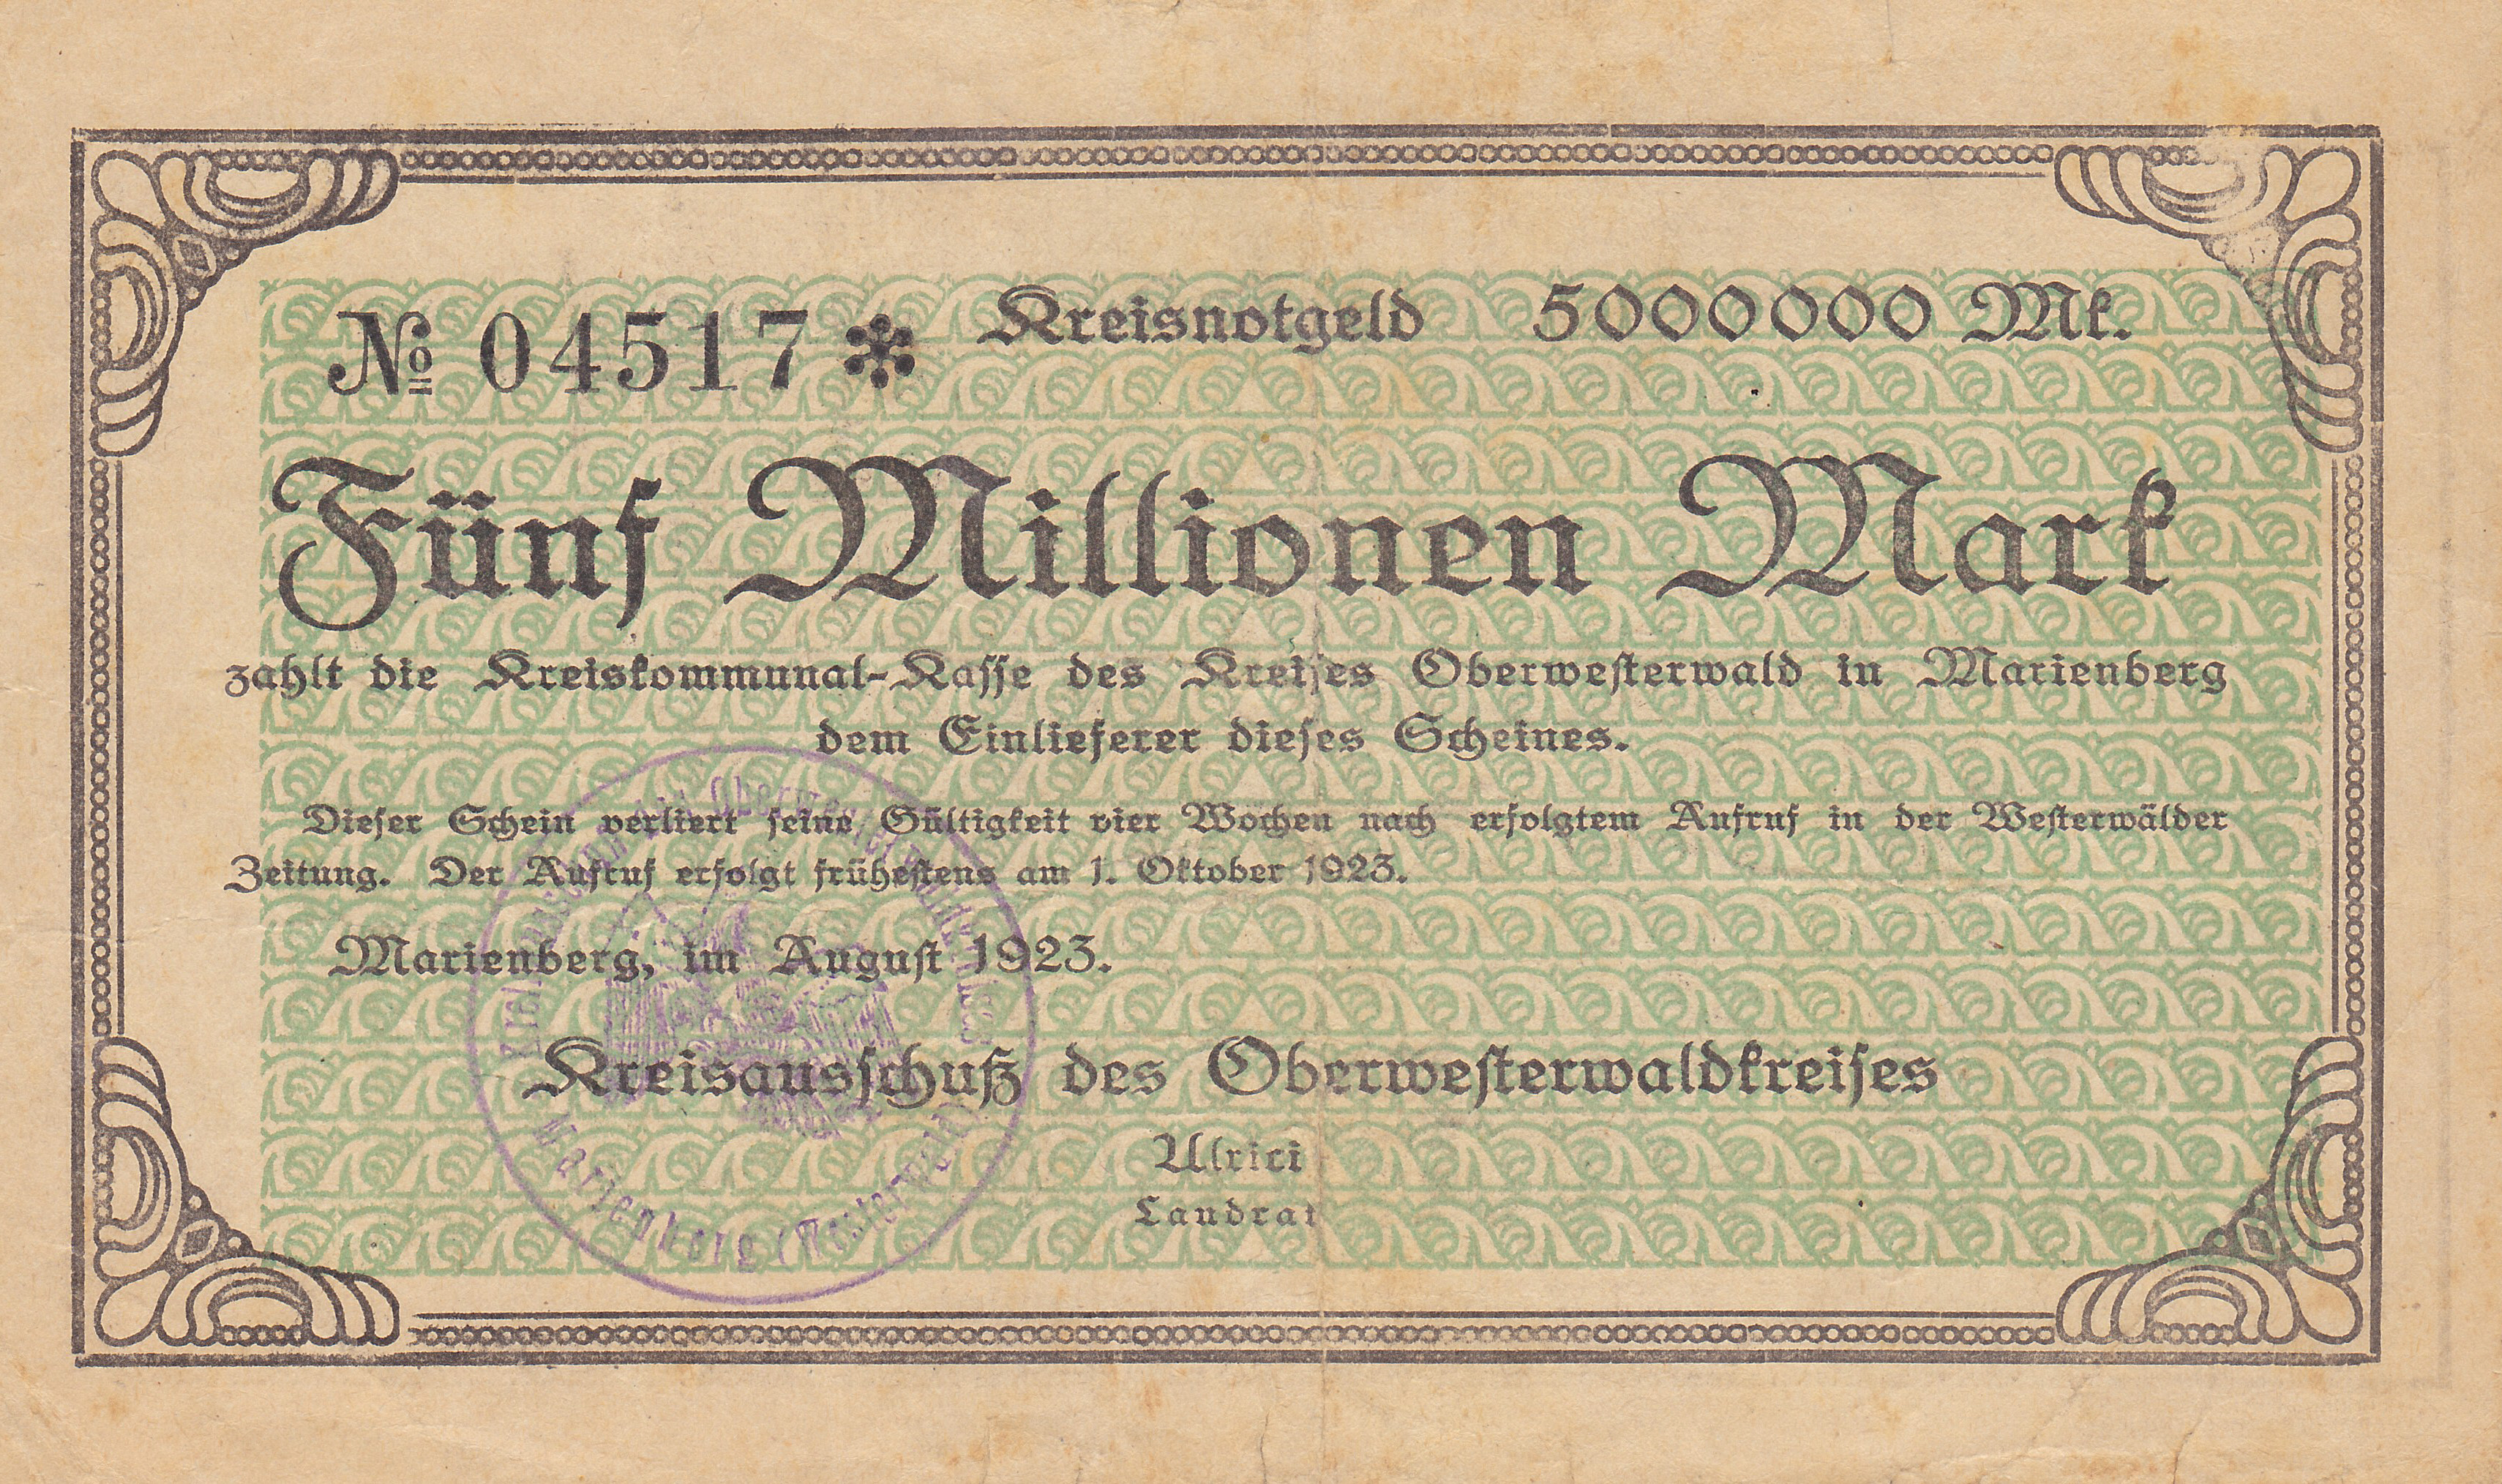 № 04517 * Kreisnotgeld 5000000 Mk.
Fünf Millionen Mark
zahlt die Kreiskommunal-Kasse des Kreises Oberwesterwald in Marienberg
dem Einlieferer dieses Scheines.
Dieser Schein verliert seine Gültigkeit vier Wochen nach erfolgtem Aufruf in der Westerwälder
Zeitung. Der Aufruf erfolgt frühestens am 1. Oktober 1923.
Marienberg, im August 1923.
Kreisausschuß des Oberwesterwaldkreises
Ulrici
Landrat
Marienberg (Westerwald)